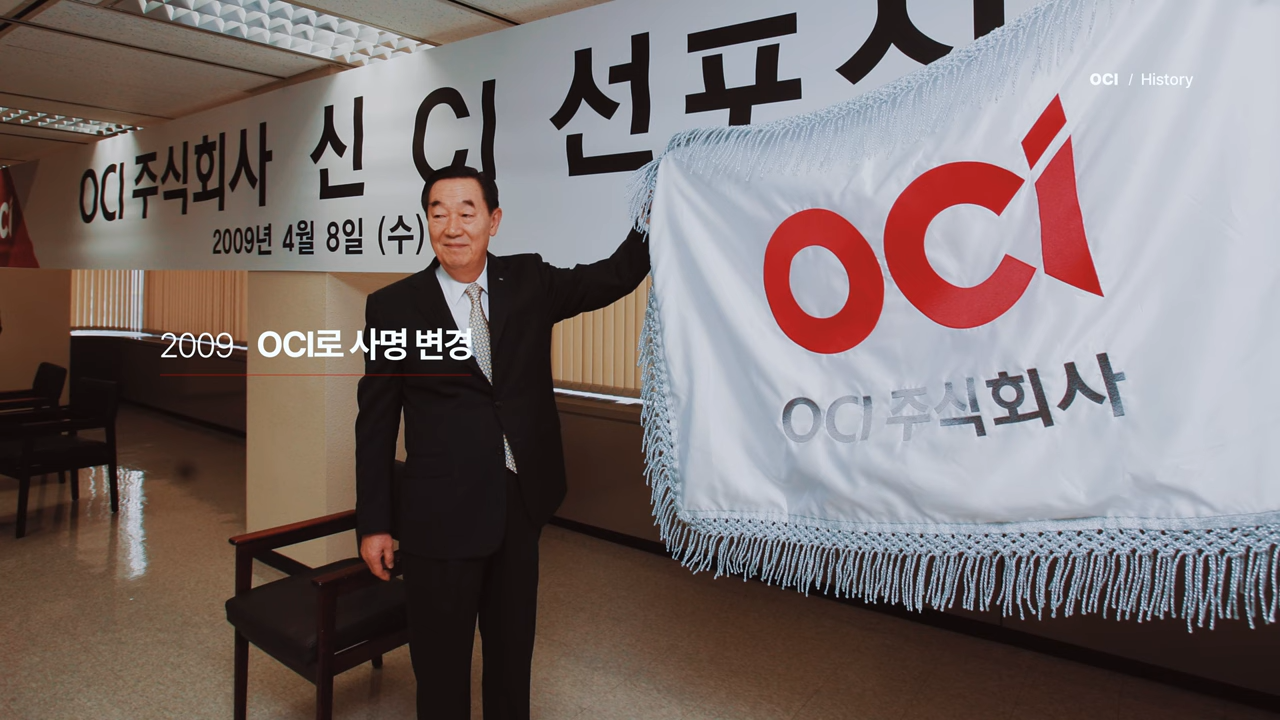 OCI / History
OCI 주식회사 신 CI 선포식
2009년 4월 8일 (수)
oci
OCI 주식회사
2009 OCI로 사명 변경